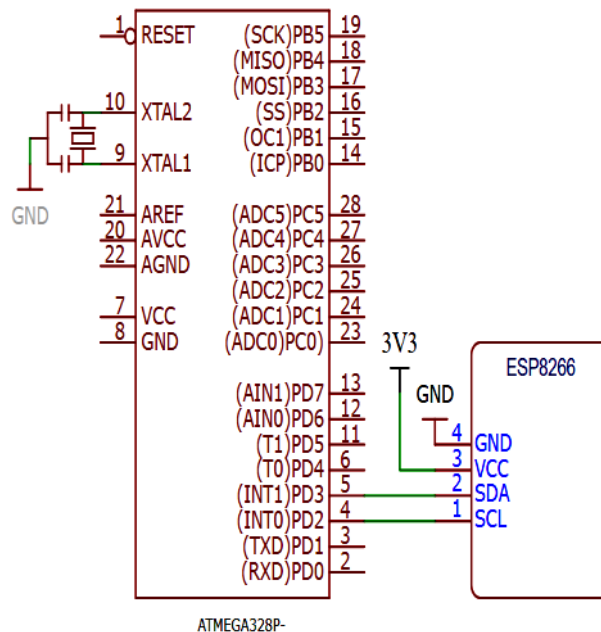 1 RESET (SCK)PB5 19
(MISO)PB4 18
(MOSI)PB3 17
10 XTAL2 (SS)PB2 16
(OC1)PB1 15
9 XTAL1 (ICP)PB0 14
GND
21 AREF (ADC5)PC5 28
20 AVCC (ADC4)PC4 27
22 AGND (ADC3)PC3 26
(ADC2)PC2 25
7 VCC (ADC1)PC1 24
8 GND (ADC0)PC0) 23
3V3
ESP8266
(AIN1)PD7 13
GND
(AIN0)PD6 12
(T1)PD5 11 4 GND
(T0)PD4 6 3 VCC
(INT1)PD3 5 2 SDA
(INT0)PD2 4 1 SCL
(TXD)PD1 3
(RXD)PD0 2
ATMEGA328P-